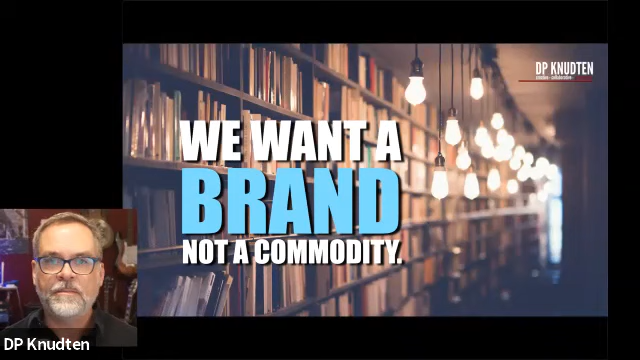 DP KNUDTEN
WE WANT A
BRAND
NOT A COMMODITY.
DP Knudten